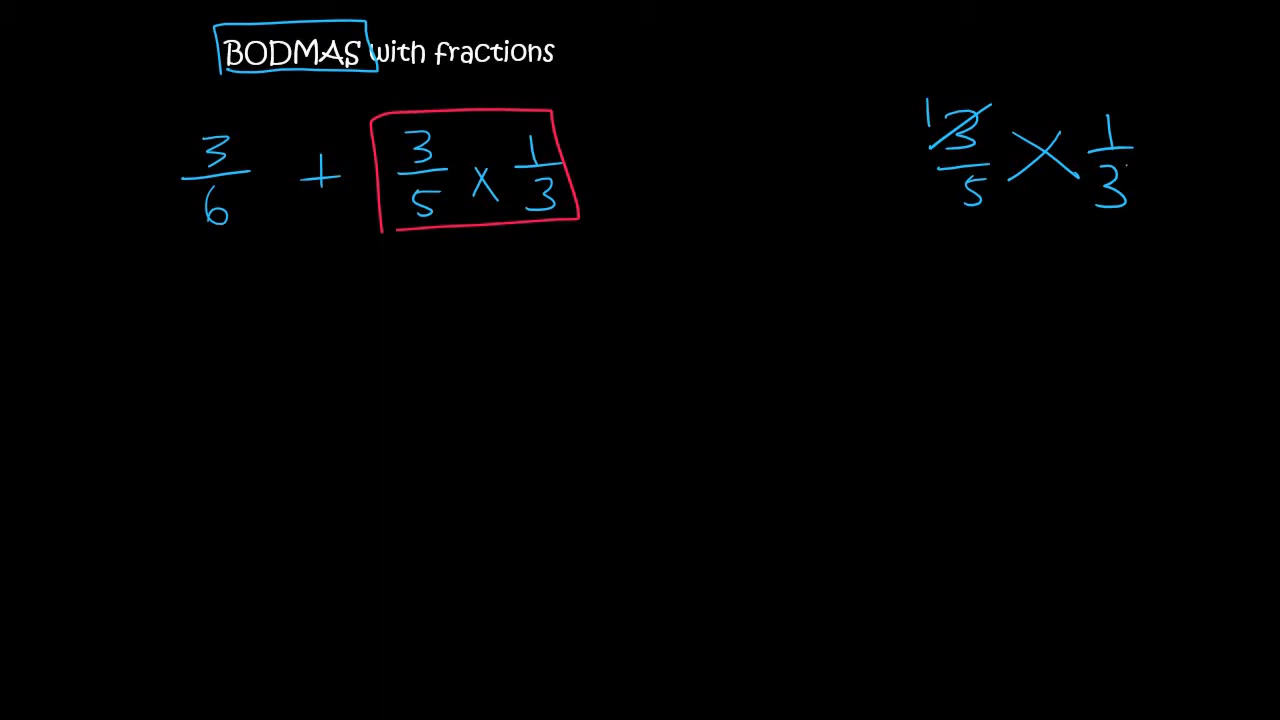 BODMAS with fractions
3/6 + 3/5 x 1/3
1 3/5 X 1/3